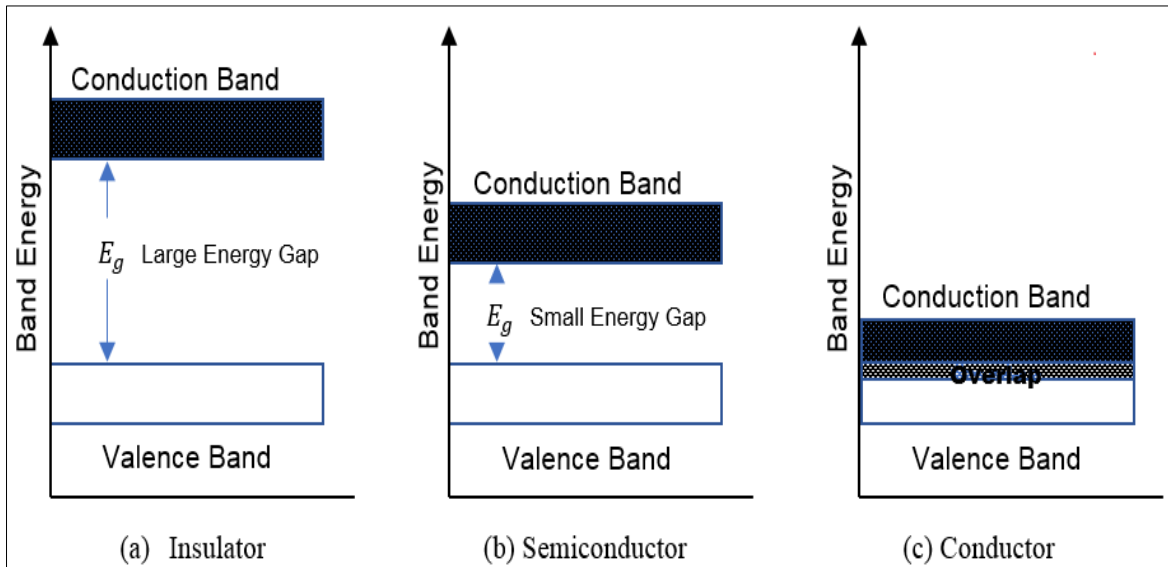 Band Energy
Conduction Band
E_g Large Energy Gap
Valence Band
(a) Insulator
Band Energy
Conduction Band
E_g Small Energy Gap
Valence Band
(b) Semiconductor
Band Energy
Conduction Band
Overlap
Valence Band
(c) Conductor